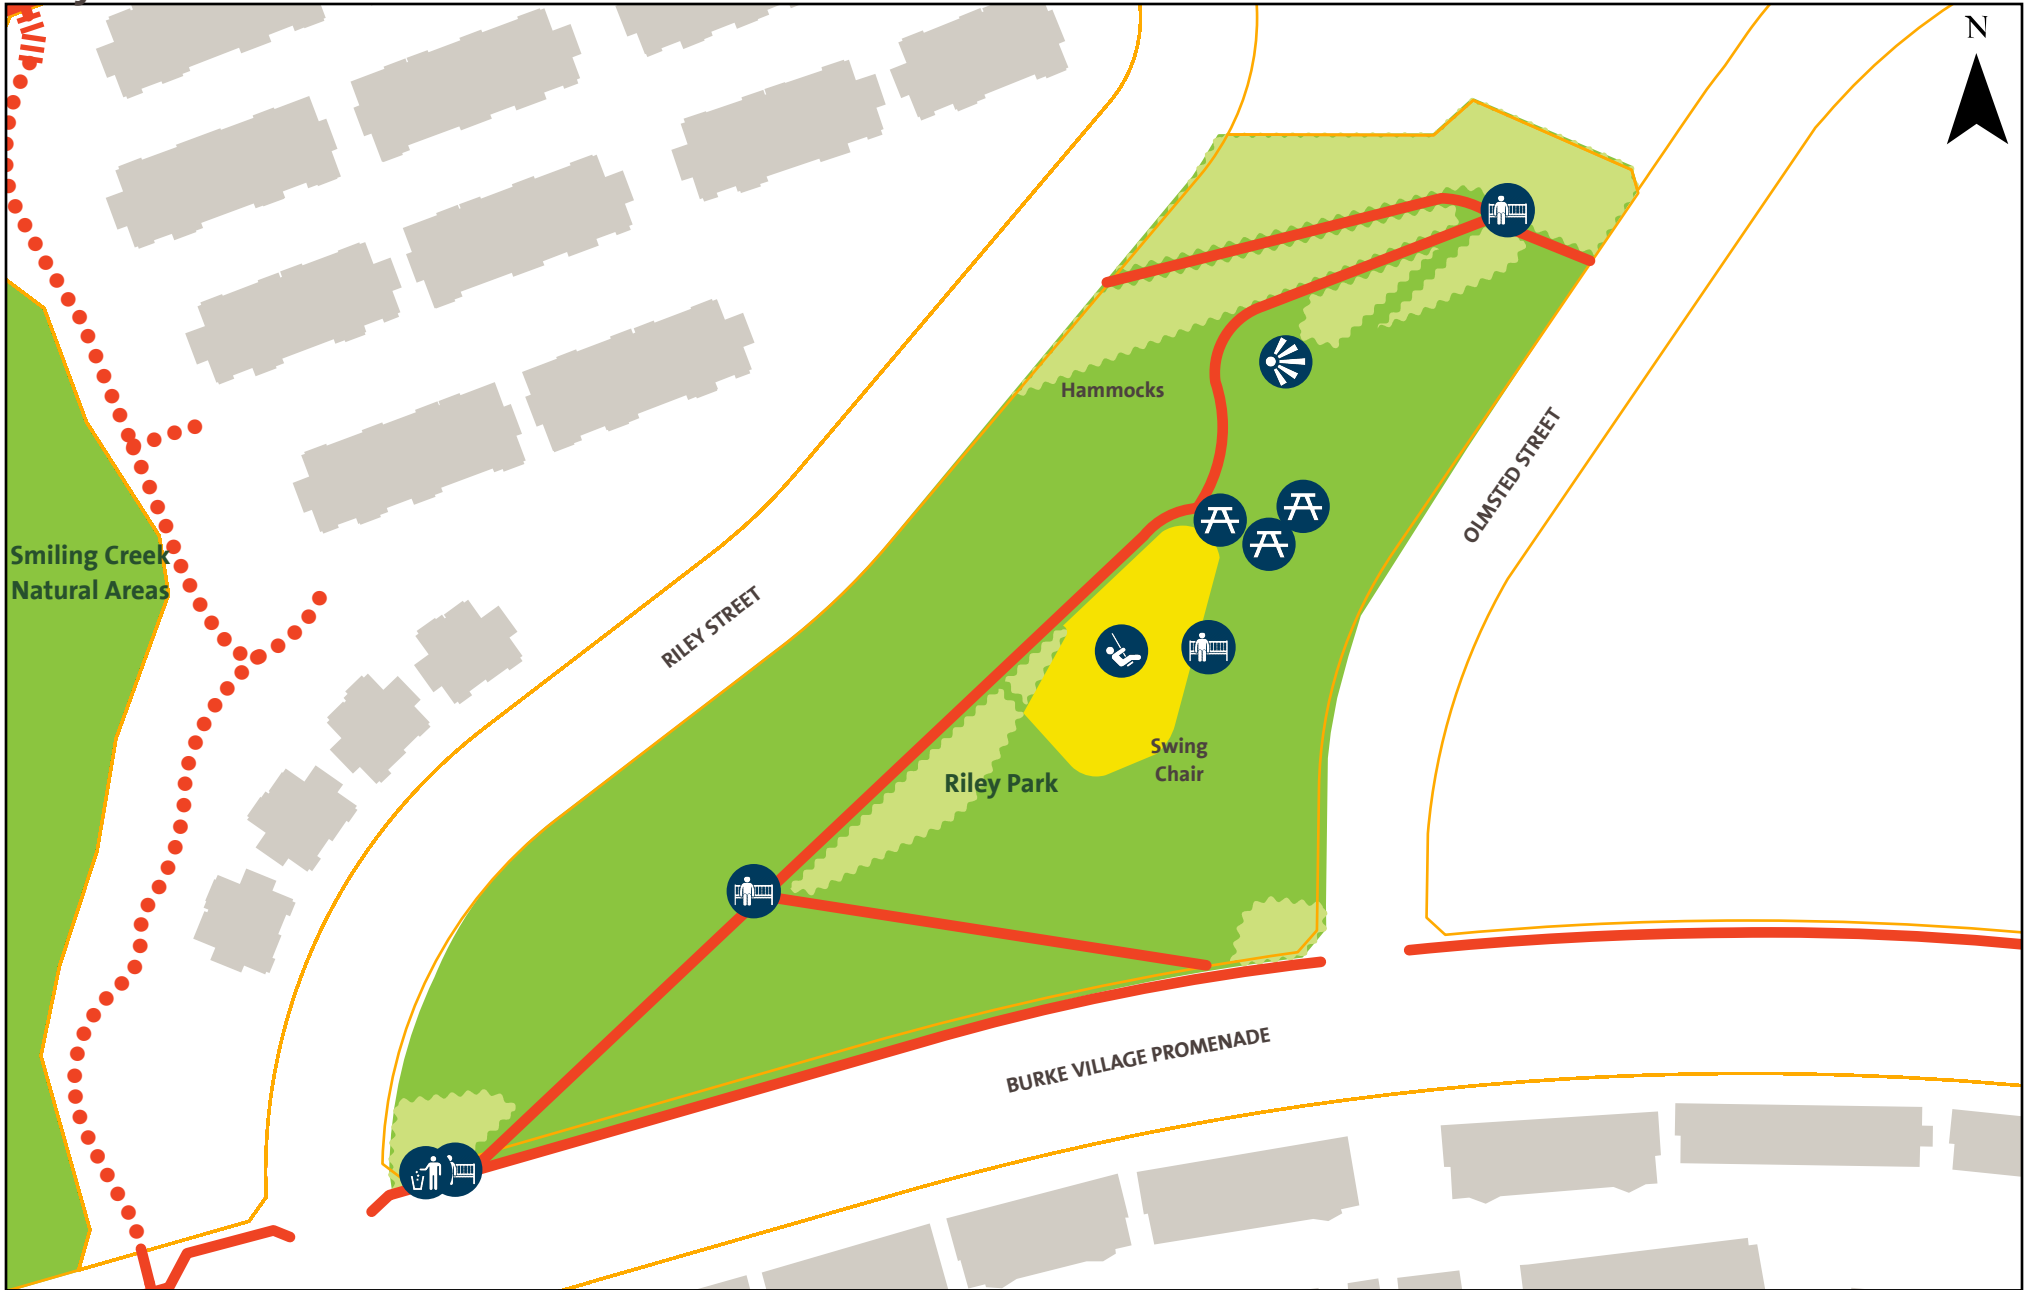 N
Hammocks
OLMSTED STREET
Smiling Creek
Natural Areas
RILEY STREET
Swing
Chair
Riley Park
BURKE VILLAGE PROMENADE